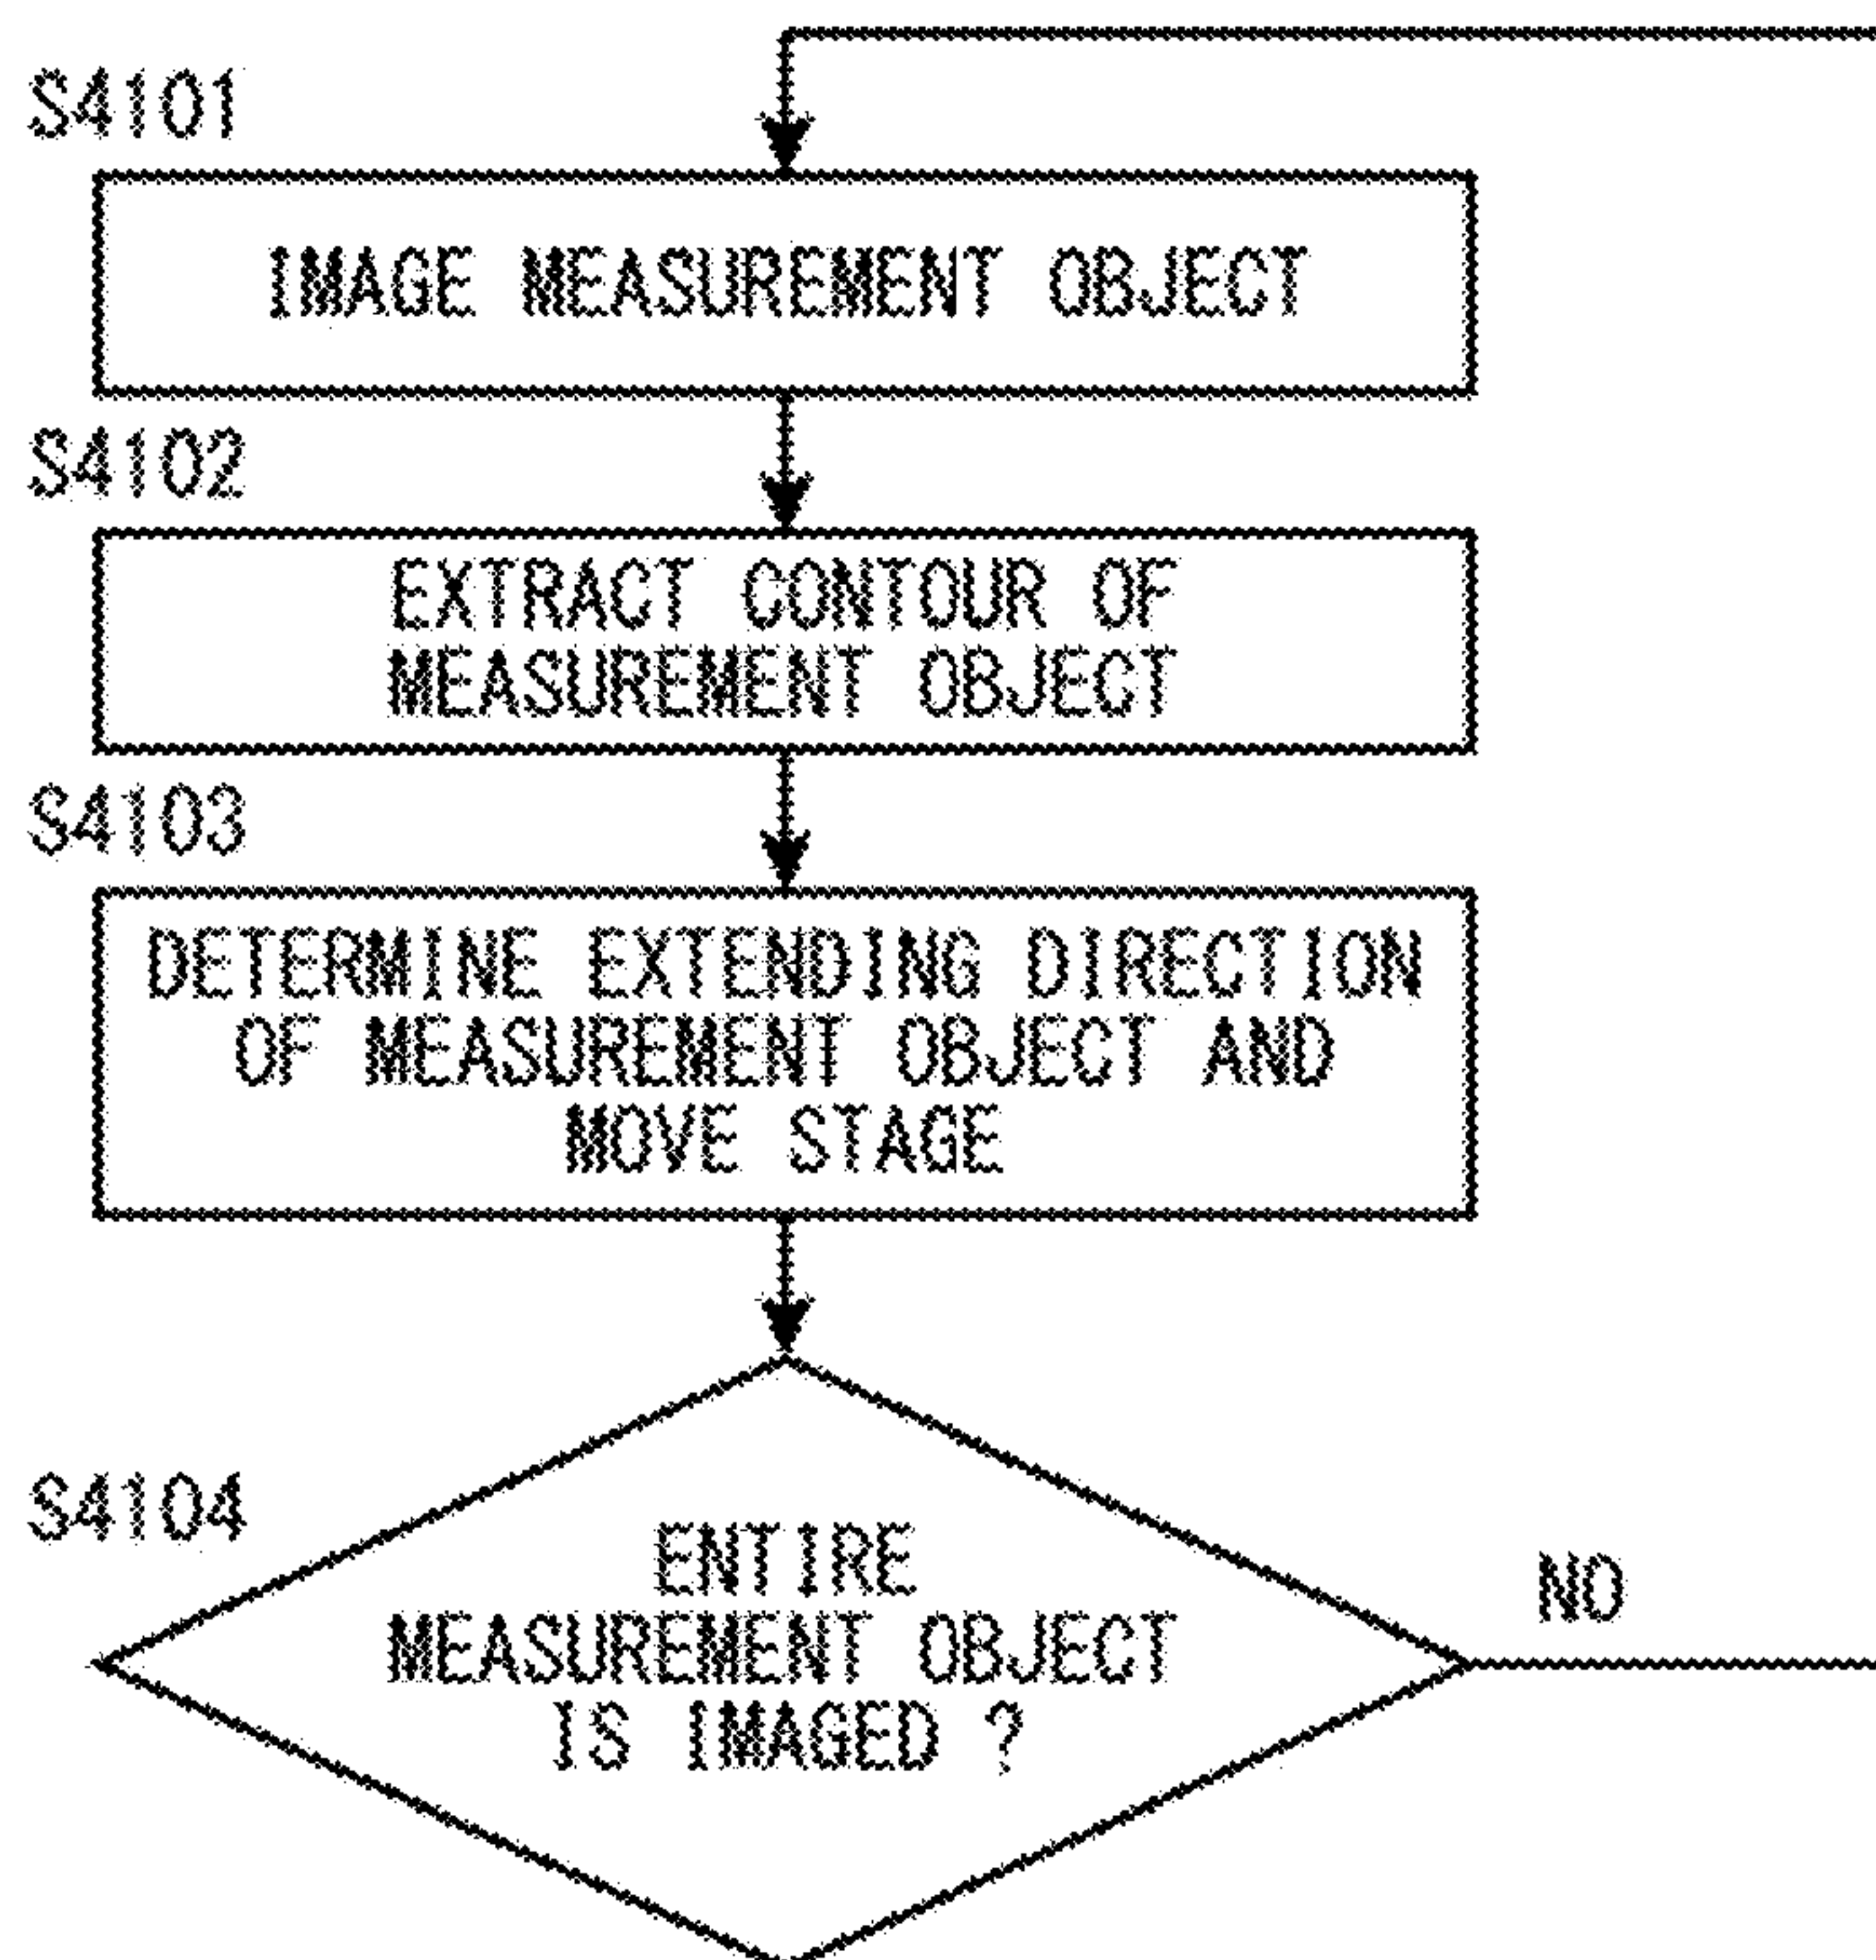 S4101
IMAGE MEASUREMENT OBJECT
S4102
EXTRACT CONTOUR OF
MEASUREMENT OBJECT
S4103
DETERMINE EXTENDING DIRECTION
OF MEASUREMENT OBJECT AND
MOVE STAGE
S4104
ENTIRE
MEASUREMENT OBJECT
IS IMAGED ?
NO